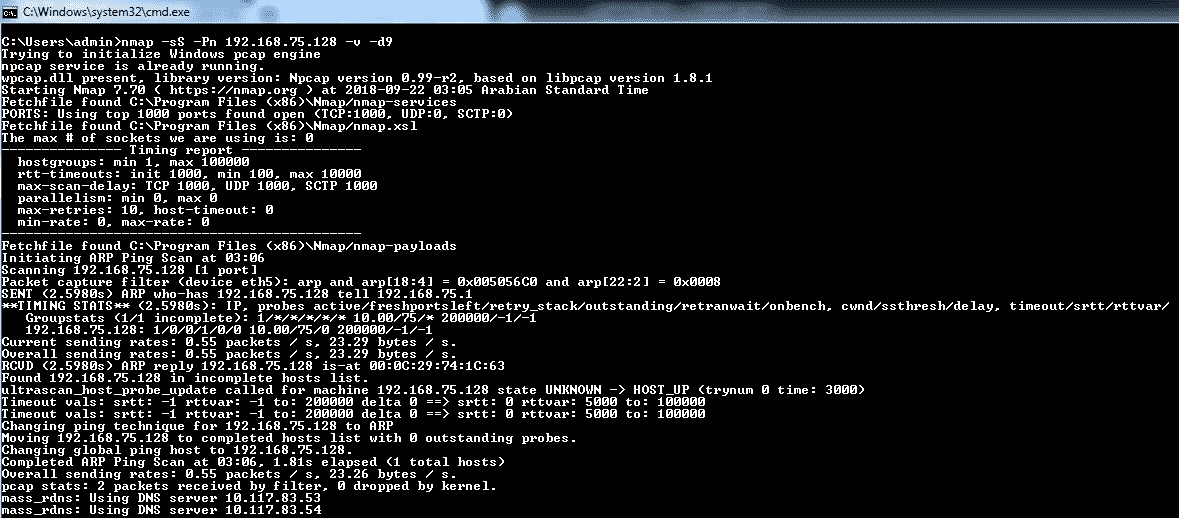 C:\Windows\system32\cmd.exe
C:\Users\admin>nmap -sS -Pn 192.168.75.128 -v -d9
Trying to initialize Windows pcap engine
npcap service is already running.
wpcap.dll present, library version: Npcap version 0.99-r2, based on libpcap version 1.8.1
Starting Nmap 7.70 ( https://nmap.org ) at 2018-09-22 03:05 Arabian Standard Time
Fetchfile found C:\Program Files (x86)\Nmap/nmap-services
PORTS: Using top 1000 ports found open (TCP:1000, UDP:0, SCTP:0)
Fetchfile found C:\Program Files (x86)\Nmap/nmap.xsl
The max # of sockets we are using is: 0
--------------- Timing report ---------------
hostgroups: min 1, max 100000
rtt-timeouts: init 1000, min 100, max 10000
max-scan-delay: TCP 1000, UDP 1000, SCTP 1000
parallelism: min 0, max 0
max-retries: 10, host-timeout: 0
min-rate: 0, max-rate: 0
---------------------------------------------
Fetchfile found C:\Program Files (x86)\Nmap/nmap-payloads
Initiating ARP Ping Scan at 03:06
Scanning 192.168.75.128 [1 port]
Packet capture filter (device eth5): arp and arp[18:4] = 0x005056C0 and arp[22:2] = 0x0008
SENT (2.5980s) ARP who-has 192.168.75.128 tell 192.168.75.1
**TIMING STATS** (2.5980s): IP, probes active/freshportsleft/retry_stack/outstanding/retranwait/onbench, cwnd/ssthresh/delay, timeout/srtt/rttvar/
Groupstats (1/1 incomplete): 1/*/*/*/*/* 10.00/75/* 200000/-1/-1
192.168.75.128: 1/0/0/1/0/0 10.00/75/0 200000/-1/-1
Current sending rates: 0.55 packets / s, 23.29 bytes / s.
Overall sending rates: 0.55 packets / s, 23.29 bytes / s.
RCVD (2.5980s) ARP reply 192.168.75.128 is-at 00:0C:29:74:1C:63
Found 192.168.75.128 in incomplete hosts list.
ultrascan_host_probe_update called for machine 192.168.75.128 state UNKNOWN -> HOST_UP (trynum 0 time: 3000)
Timeout vals: srtt: -1 rttvar: -1 to: 200000 delta 0 ==> srtt: 0 rttvar: 5000 to: 100000
Timeout vals: srtt: -1 rttvar: -1 to: 200000 delta 0 ==> srtt: 0 rttvar: 5000 to: 100000
Changing ping technique for 192.168.75.128 to ARP
Moving 192.168.75.128 to completed hosts list with 0 outstanding probes.
Changing global ping host to 192.168.75.128.
Completed ARP Ping Scan at 03:06, 1.81s elapsed (1 total hosts)
Overall sending rates: 0.55 packets / s, 23.26 bytes / s.
pcap stats: 2 packets received by filter, 0 dropped by kernel.
mass_rdns: Using DNS server 10.117.83.53
mass_rdns: Using DNS server 10.117.83.54